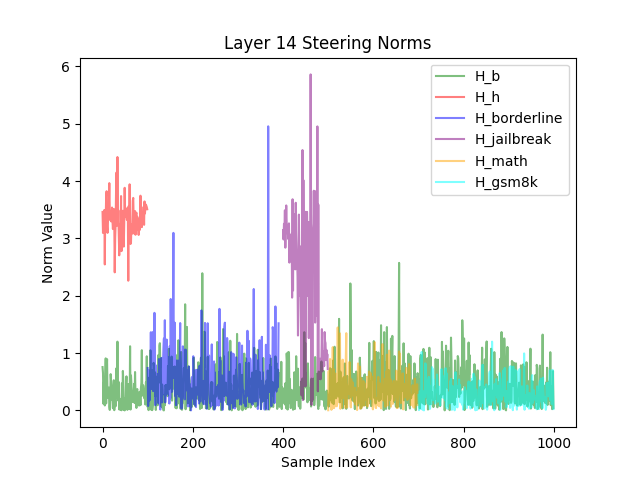 Layer 14 Steering Norms
H_b
H_h
H_borderline
H_jailbreak
H_math
H_gsm8k
Norm Value
6
5
4
3
2
1
0
0
200
400
600
800
1000
Sample Index